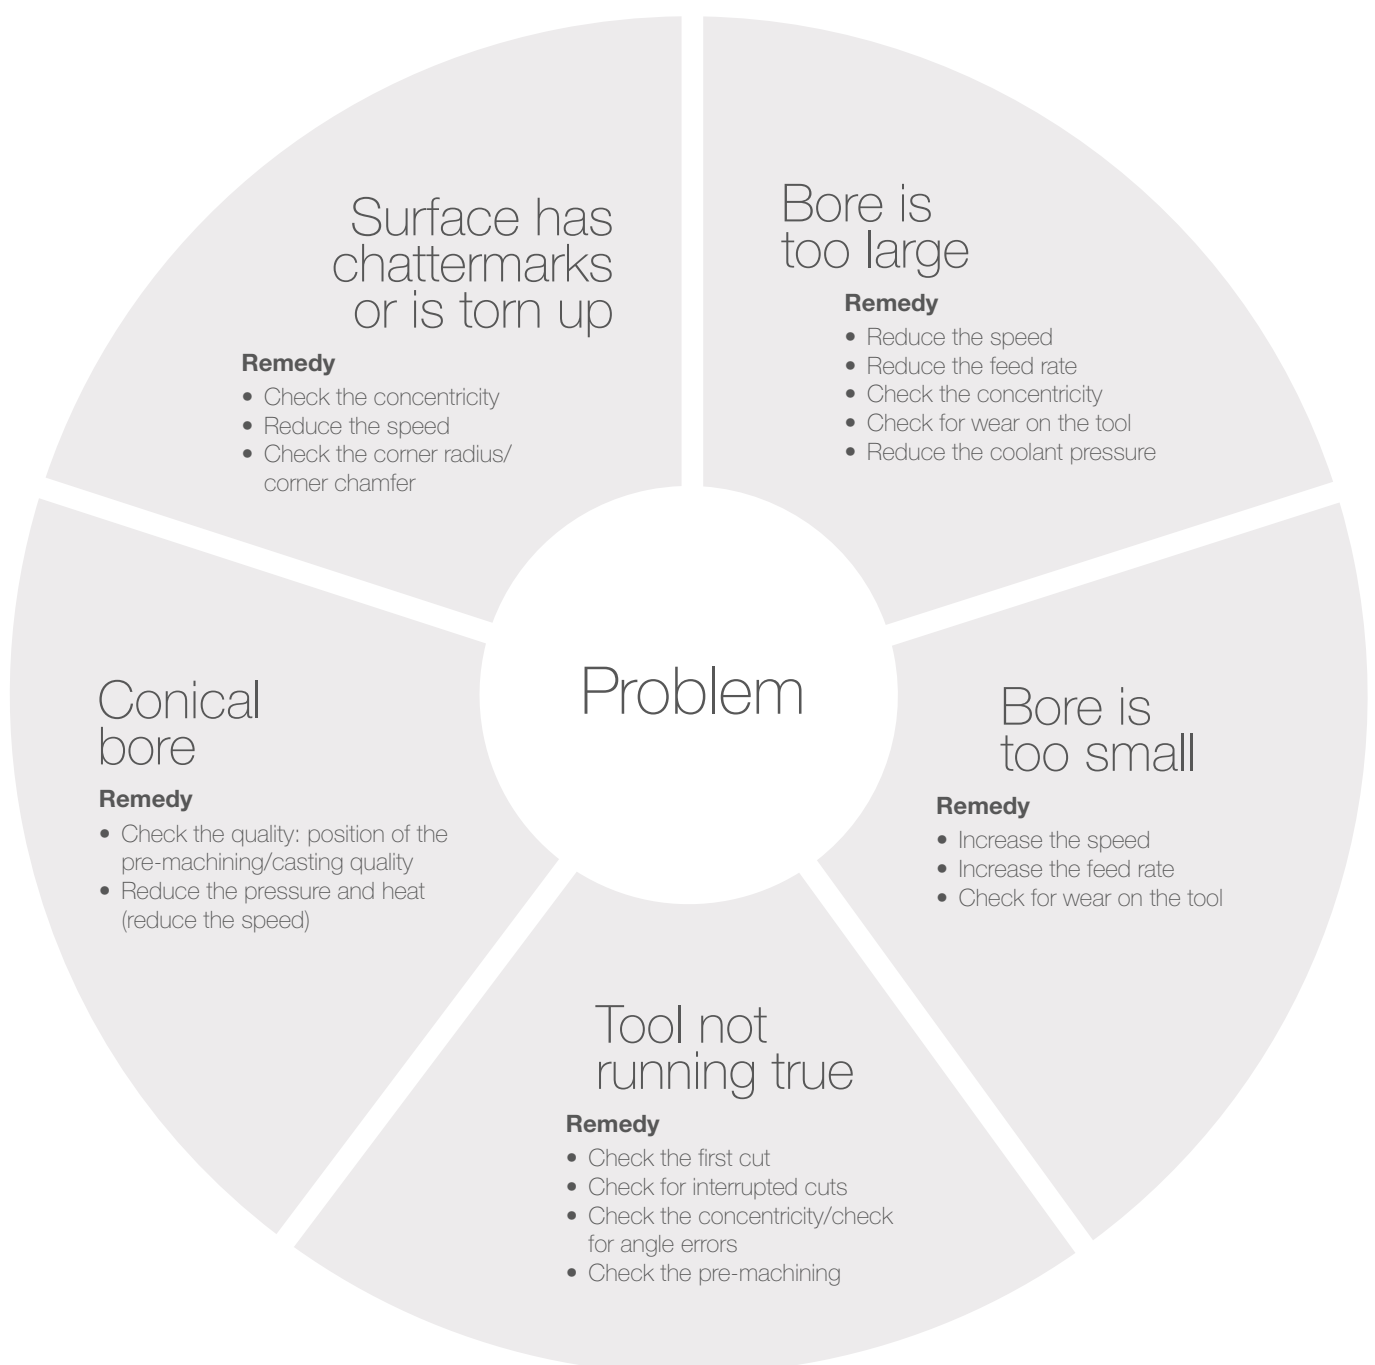 Surface has
chattermarks
or is torn up
Remedy
• Check the concentricity
• Reduce the speed
• Check the corner radius/
corner chamfer
Bore is
too large
Remedy
• Reduce the speed
• Reduce the feed rate
• Check the concentricity
• Check for wear on the tool
• Reduce the coolant pressure
Problem
Conical
bore
Remedy
• Check the quality: position of the
pre-machining/casting quality
• Reduce the pressure and heat
(reduce the speed)
Bore is
too small
Remedy
• Increase the speed
• Increase the feed rate
• Check for wear on the tool
Tool not
running true
Remedy
• Check the first cut
• Check for interrupted cuts
• Check the concentricity/check
for angle errors
• Check the pre-machining